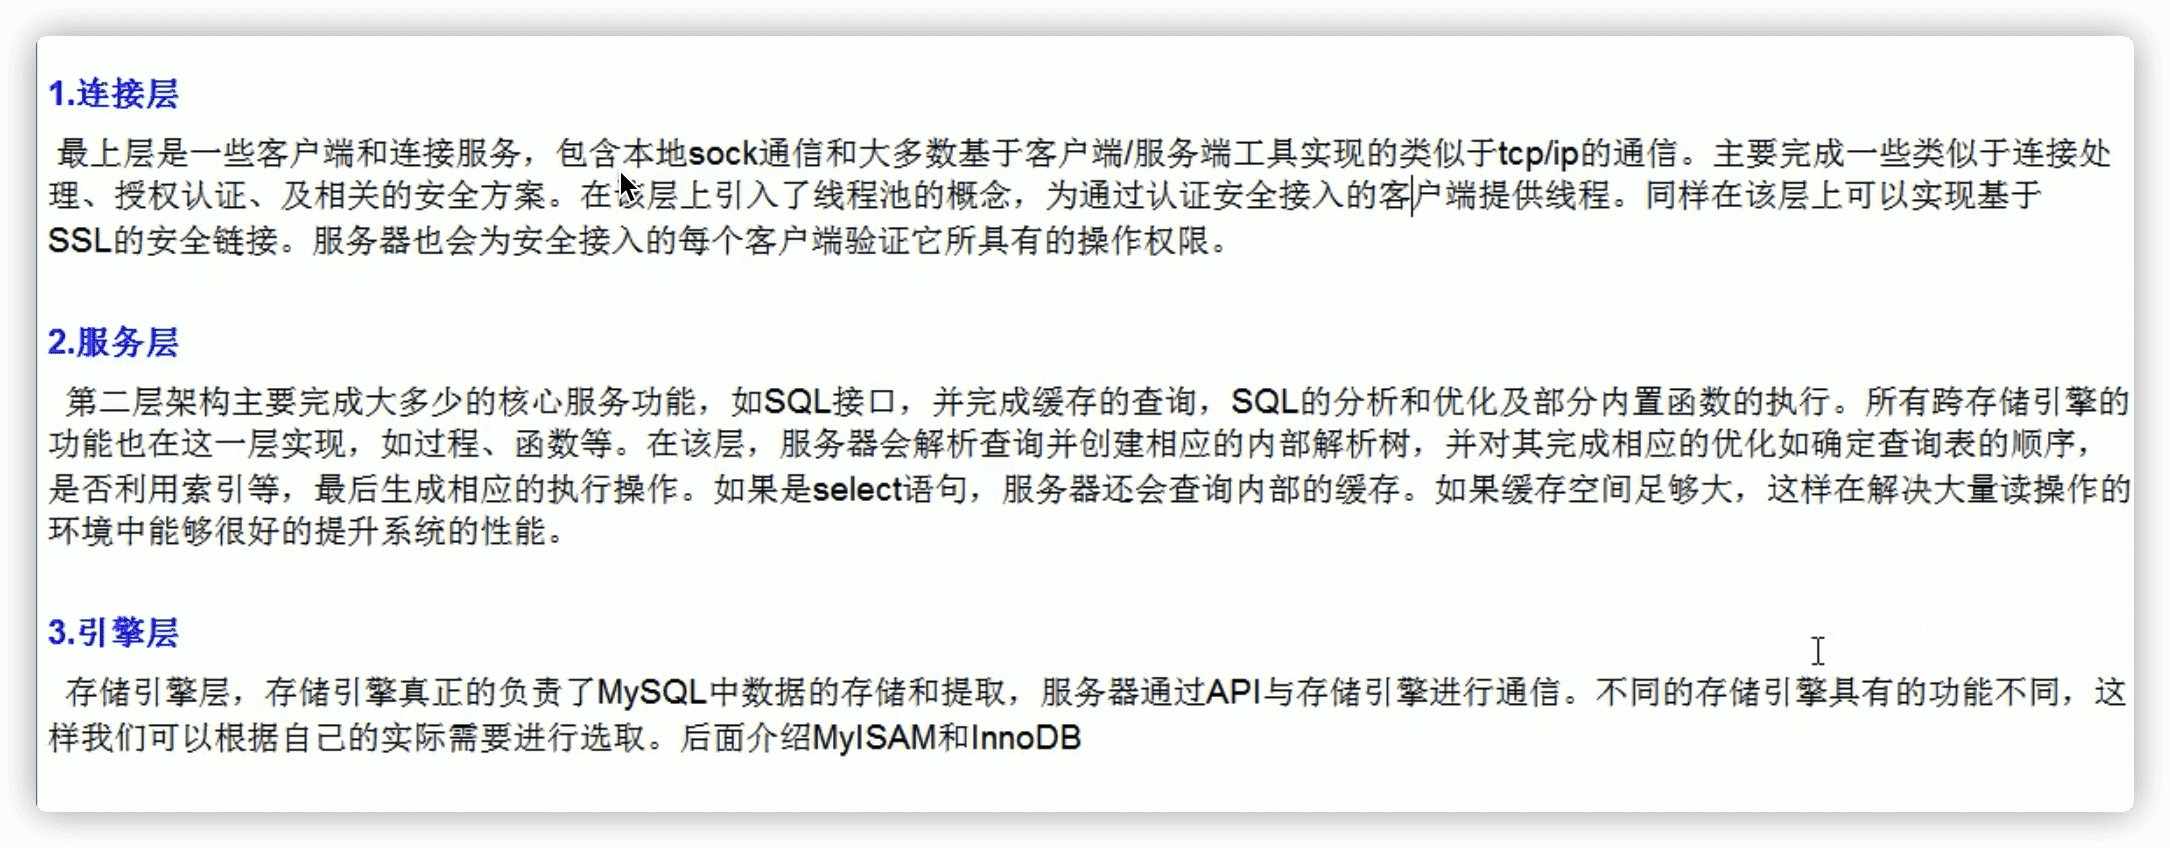 1.连接层
最上层是一些客户端和连接服务，包含本地sock通信和大多数基于客户端/服务端工具实现的类似于tcp/ip的通信。主要完成一些类似于连接处
理、授权认证、及相关的安全方案。在该层上引入了线程池的概念，为通过认证安全接入的客户端提供线程。同样在该层上可以实现基于
SSL的安全链接。服务器也会为安全接入的每个客户端验证它所具有的操作权限。
2.服务层
第二层架构主要完成大多少的核心服务功能，如SQL接口，并完成缓存的查询，SQL的分析和优化及部分内置函数的执行。所有跨存储引擎的
功能也在这一层实现，如过程、函数等。在该层，服务器会解析查询并创建相应的内部解析树，并对其完成相应的优化如确定查询表的顺序，
是否利用索引等，最后生成相应的执行操作。如果是select语句，服务器还会查询内部的缓存。如果缓存空间足够大，这样在解决大量读操作的
环境中能够很好的提升系统的性能。
3.引擎层
存储引擎层，存储引擎真正的负责了MySQL中数据的存储和提取，服务器通过API与存储引擎进行通信。不同的存储引擎具有的功能不同，这
样我们可以根据自己的实际需要进行选取。后面介绍MyISAM和InnoDB